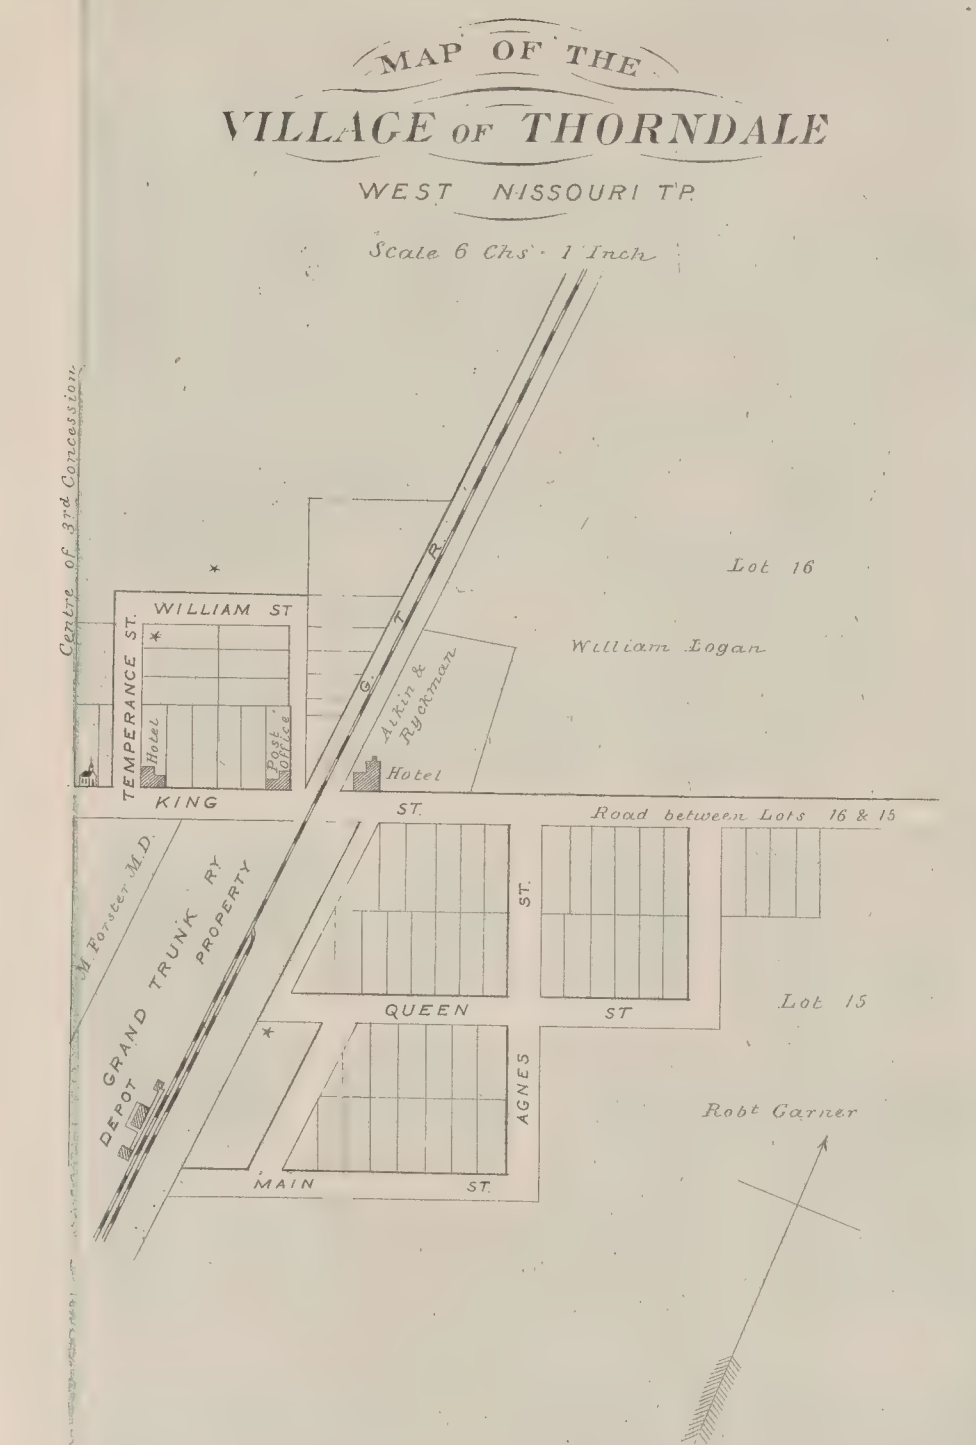 MAP OF THE
VILLAGE OF THORNDALE
WEST NISSOURI T'P.
Scale 6 Chs. 1 Inch
Centre of 3rd Concession
G. T. R.
Lot 16
William Logan
WILLIAM ST
TEMPERANCE ST.
Hotel
Post Office
Aikin & Ryckman
Hotel
KING ST.
Road between Lots 16 & 15
M. Forster M.D.
GRAND TRUNK RY
PROPERTY
DEPOT
ST.
AGNES
QUEEN ST
Lot 15
Robt Garner
MAIN ST.